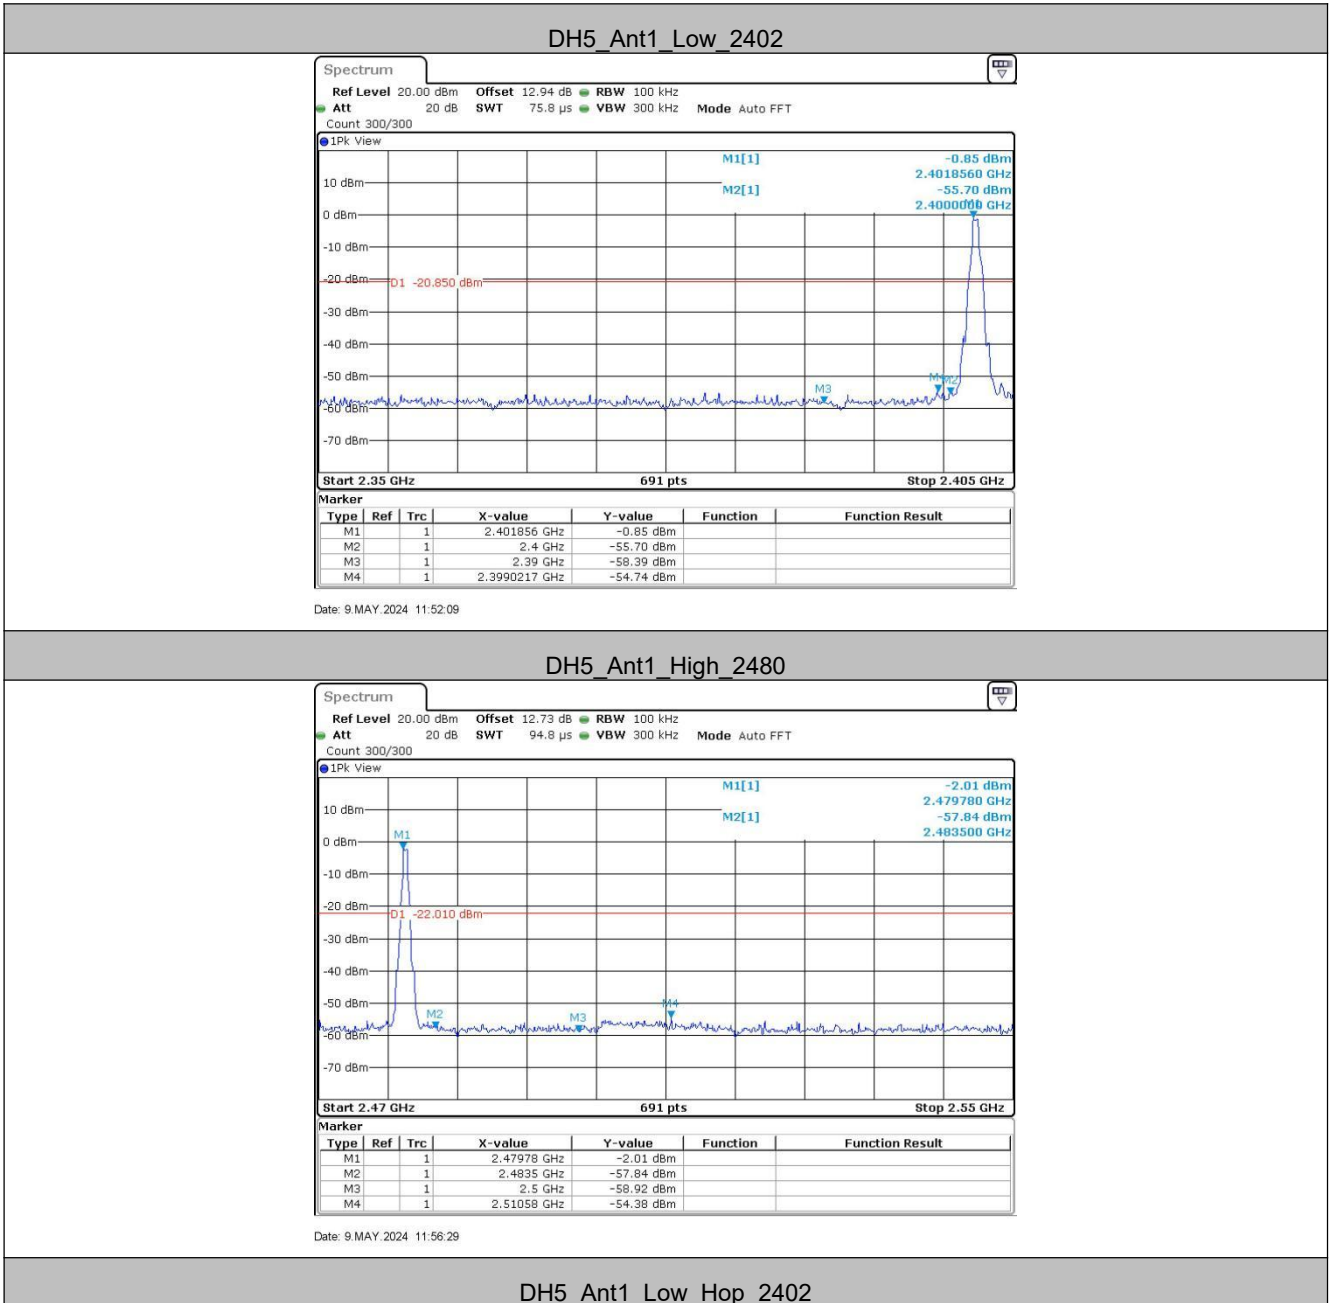 DH5_Ant1_Low_2402
Spectrum
Ref Level 20.00 dBm Offset 12.94 dB RBW 100 kHz
Att 20 dB SWT 75.8 µs VBW 300 kHz Mode Auto FFT
Count 300/300
1Pk View
M1[1] -0.85 dBm
2.4018560 GHz
10 dBm
M2[1] -55.70 dBm
2.4000000 GHz
M1
0 dBm
-10 dBm
-20 dBm
D1 -20.850 dBm
-30 dBm
-40 dBm
-50 dBm
M3 M4 M2
-60 dBm
-70 dBm
Start 2.35 GHz 691 pts Stop 2.405 GHz
Marker
Type Ref Trc X-value Y-value Function Function Result
M1 1 2.401856 GHz -0.85 dBm
M2 1 2.4 GHz -55.70 dBm
M3 1 2.39 GHz -58.39 dBm
M4 1 2.3990217 GHz -54.74 dBm
Date: 9.MAY.2024 11:52:09
DH5_Ant1_High_2480
Spectrum
Ref Level 20.00 dBm Offset 12.73 dB RBW 100 kHz
Att 20 dB SWT 94.8 µs VBW 300 kHz Mode Auto FFT
Count 300/300
1Pk View
M1[1] -2.01 dBm
2.479780 GHz
10 dBm
M2[1] -57.84 dBm
2.483500 GHz
M1
0 dBm
-10 dBm
-20 dBm
D1 -22.010 dBm
-30 dBm
-40 dBm
-50 dBm
M2 M3 M4
-60 dBm
-70 dBm
Start 2.47 GHz 691 pts Stop 2.55 GHz
Marker
Type Ref Trc X-value Y-value Function Function Result
M1 1 2.47978 GHz -2.01 dBm
M2 1 2.4835 GHz -57.84 dBm
M3 1 2.5 GHz -58.92 dBm
M4 1 2.51058 GHz -54.38 dBm
Date: 9.MAY.2024 11:56:29
DH5_Ant1_Low_Hop_2402